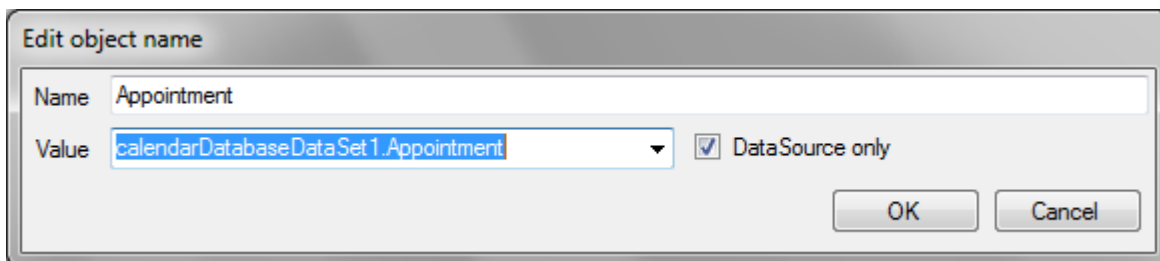 Edit object name
Name Appointment
Value calendarDatabaseDataSet1.Appointment DataSource only
OK Cancel